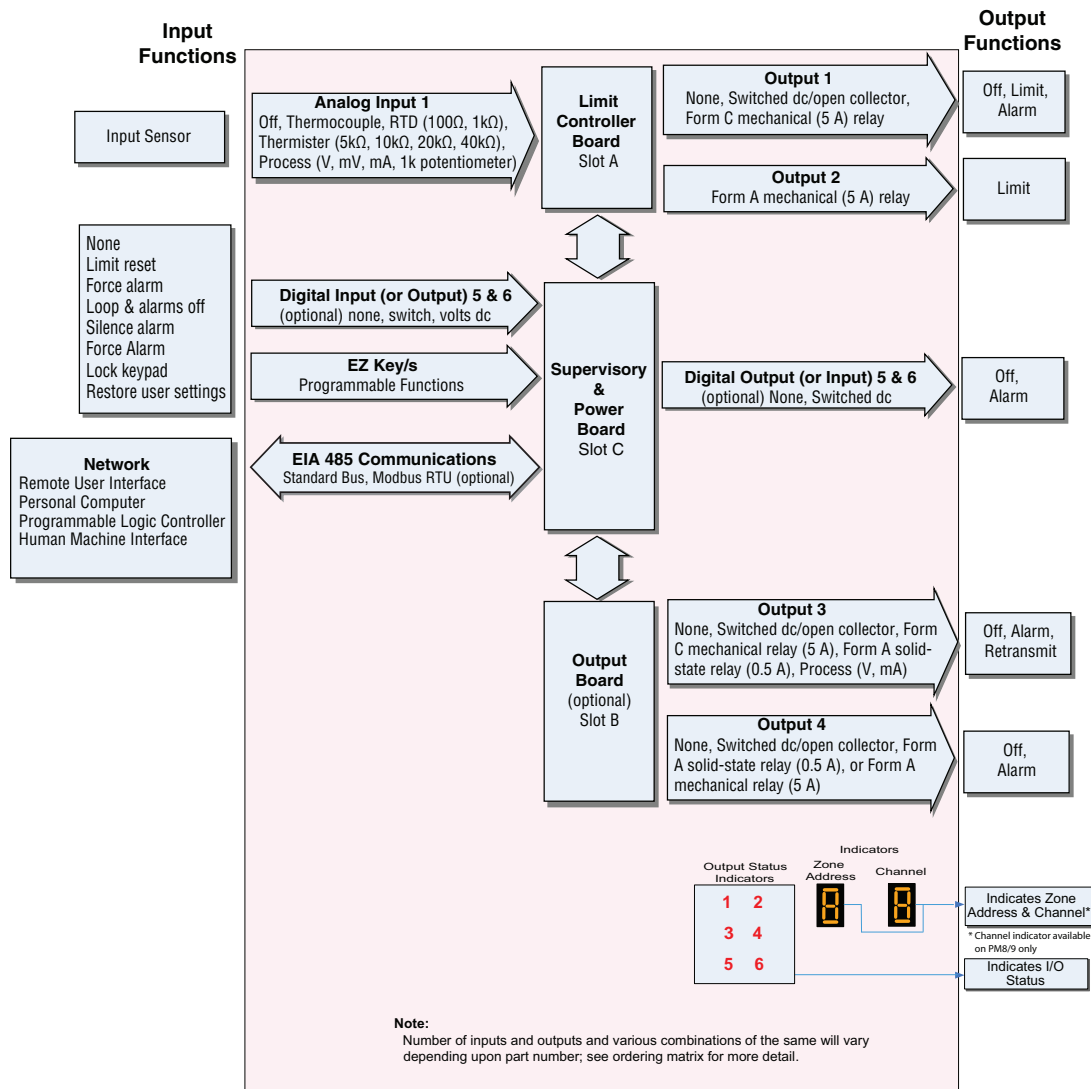 Input
Functions
Output
Functions
Input Sensor
Analog Input 1
Off, Thermocouple, RTD (100Ω, 1kΩ),
Thermister (5kΩ, 10kΩ, 20kΩ, 40kΩ),
Process (V, mV, mA, 1k potentiometer)
Limit
Controller
Board
Slot A
Output 1
None, Switched dc/open collector,
Form C mechanical (5 A) relay
Off, Limit,
Alarm
Output 2
Form A mechanical (5 A) relay
Limit
None
Limit reset
Force alarm
Loop & alarms off
Silence alarm
Force Alarm
Lock keypad
Restore user settings
Digital Input (or Output) 5 & 6
(optional) none, switch, volts dc
EZ Key/s
Programmable Functions
Supervisory
&
Power
Board
Slot C
Digital Output (or Input) 5 & 6
(optional) None, Switched dc
Off,
Alarm
Network
Remote User Interface
Personal Computer
Programmable Logic Controller
Human Machine Interface
EIA 485 Communications
Standard Bus, Modbus RTU (optional)
Output
Board
(optional)
Slot B
Output 3
None, Switched dc/open collector, Form
C mechanical relay (5 A), Form A solid-
state relay (0.5 A), Process (V, mA)
Off, Alarm,
Retransmit
Output 4
None, Switched dc/open collector, Form
A solid-state relay (0.5 A), or Form A
mechanical relay (5 A)
Off,
Alarm
Indicators
Output Status
Indicators
Zone
Address
Channel
1 2
3 4
5 6
8
8
Indicates Zone
Address & Channel*
* Channel indicator available
on PM8/9 only
Indicates I/O
Status
Note:
Number of inputs and outputs and various combinations of the same will vary
depending upon part number; see ordering matrix for more detail.